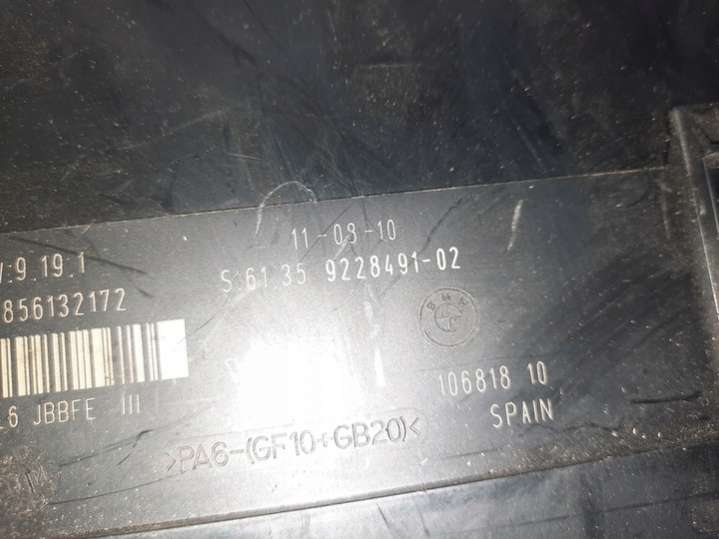 11-08-10
:9.19.1
S:61.35 9228491-02
856132172
BMW
106818 10
6 JBBFE III
SPAIN
>PA6-(GF10+GB20)<